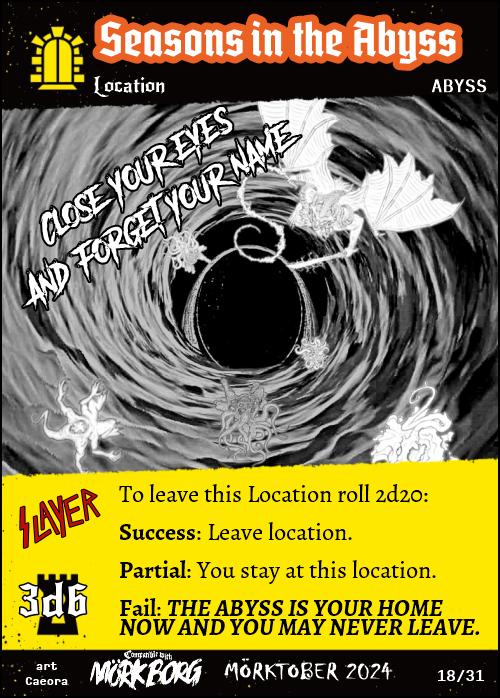 Seasons in the Abyss
Location
ABYSS
CLOSE YOUR EYES
AND FORGET YOUR NAME
SLAYER
To leave this Location roll 2d20:
Success: Leave location.
Partial: You stay at this location.
3d6
Fail: THE ABYSS IS YOUR HOME
NOW AND YOU MAY NEVER LEAVE.
art
Caeora
Compatible with
MÖRK BORG
MÖRKTOBER 2024
18/31